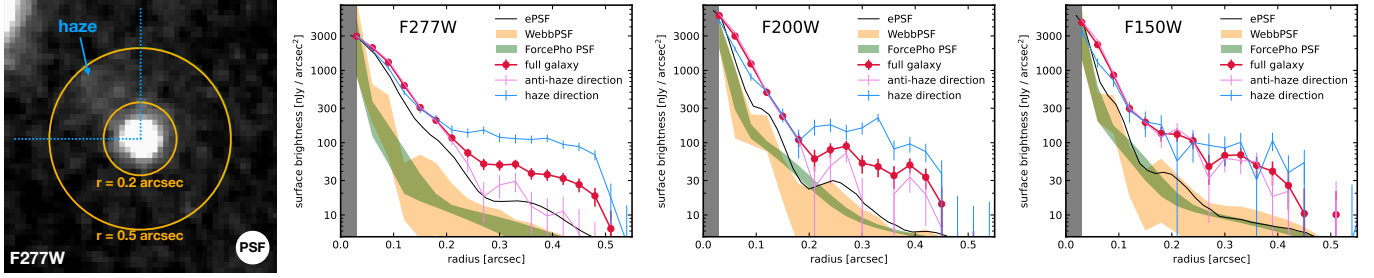 haze
r = 0.2 arcsec
r = 0.5 arcsec
F277W
PSF
surface brightness [nJy / arcsec²]
3000
1000
300
100
30
10
F277W
ePSF
WebbPSF
ForcePho PSF
full galaxy
anti-haze direction
haze direction
0.0 0.1 0.2 0.3 0.4 0.5
radius [arcsec]
surface brightness [nJy / arcsec²]
3000
1000
300
100
30
10
F200W
ePSF
WebbPSF
ForcePho PSF
full galaxy
anti-haze direction
haze direction
0.0 0.1 0.2 0.3 0.4 0.5
radius [arcsec]
surface brightness [nJy / arcsec²]
3000
1000
300
100
30
10
F150W
ePSF
WebbPSF
ForcePho PSF
full galaxy
anti-haze direction
haze direction
0.0 0.1 0.2 0.3 0.4 0.5
radius [arcsec]